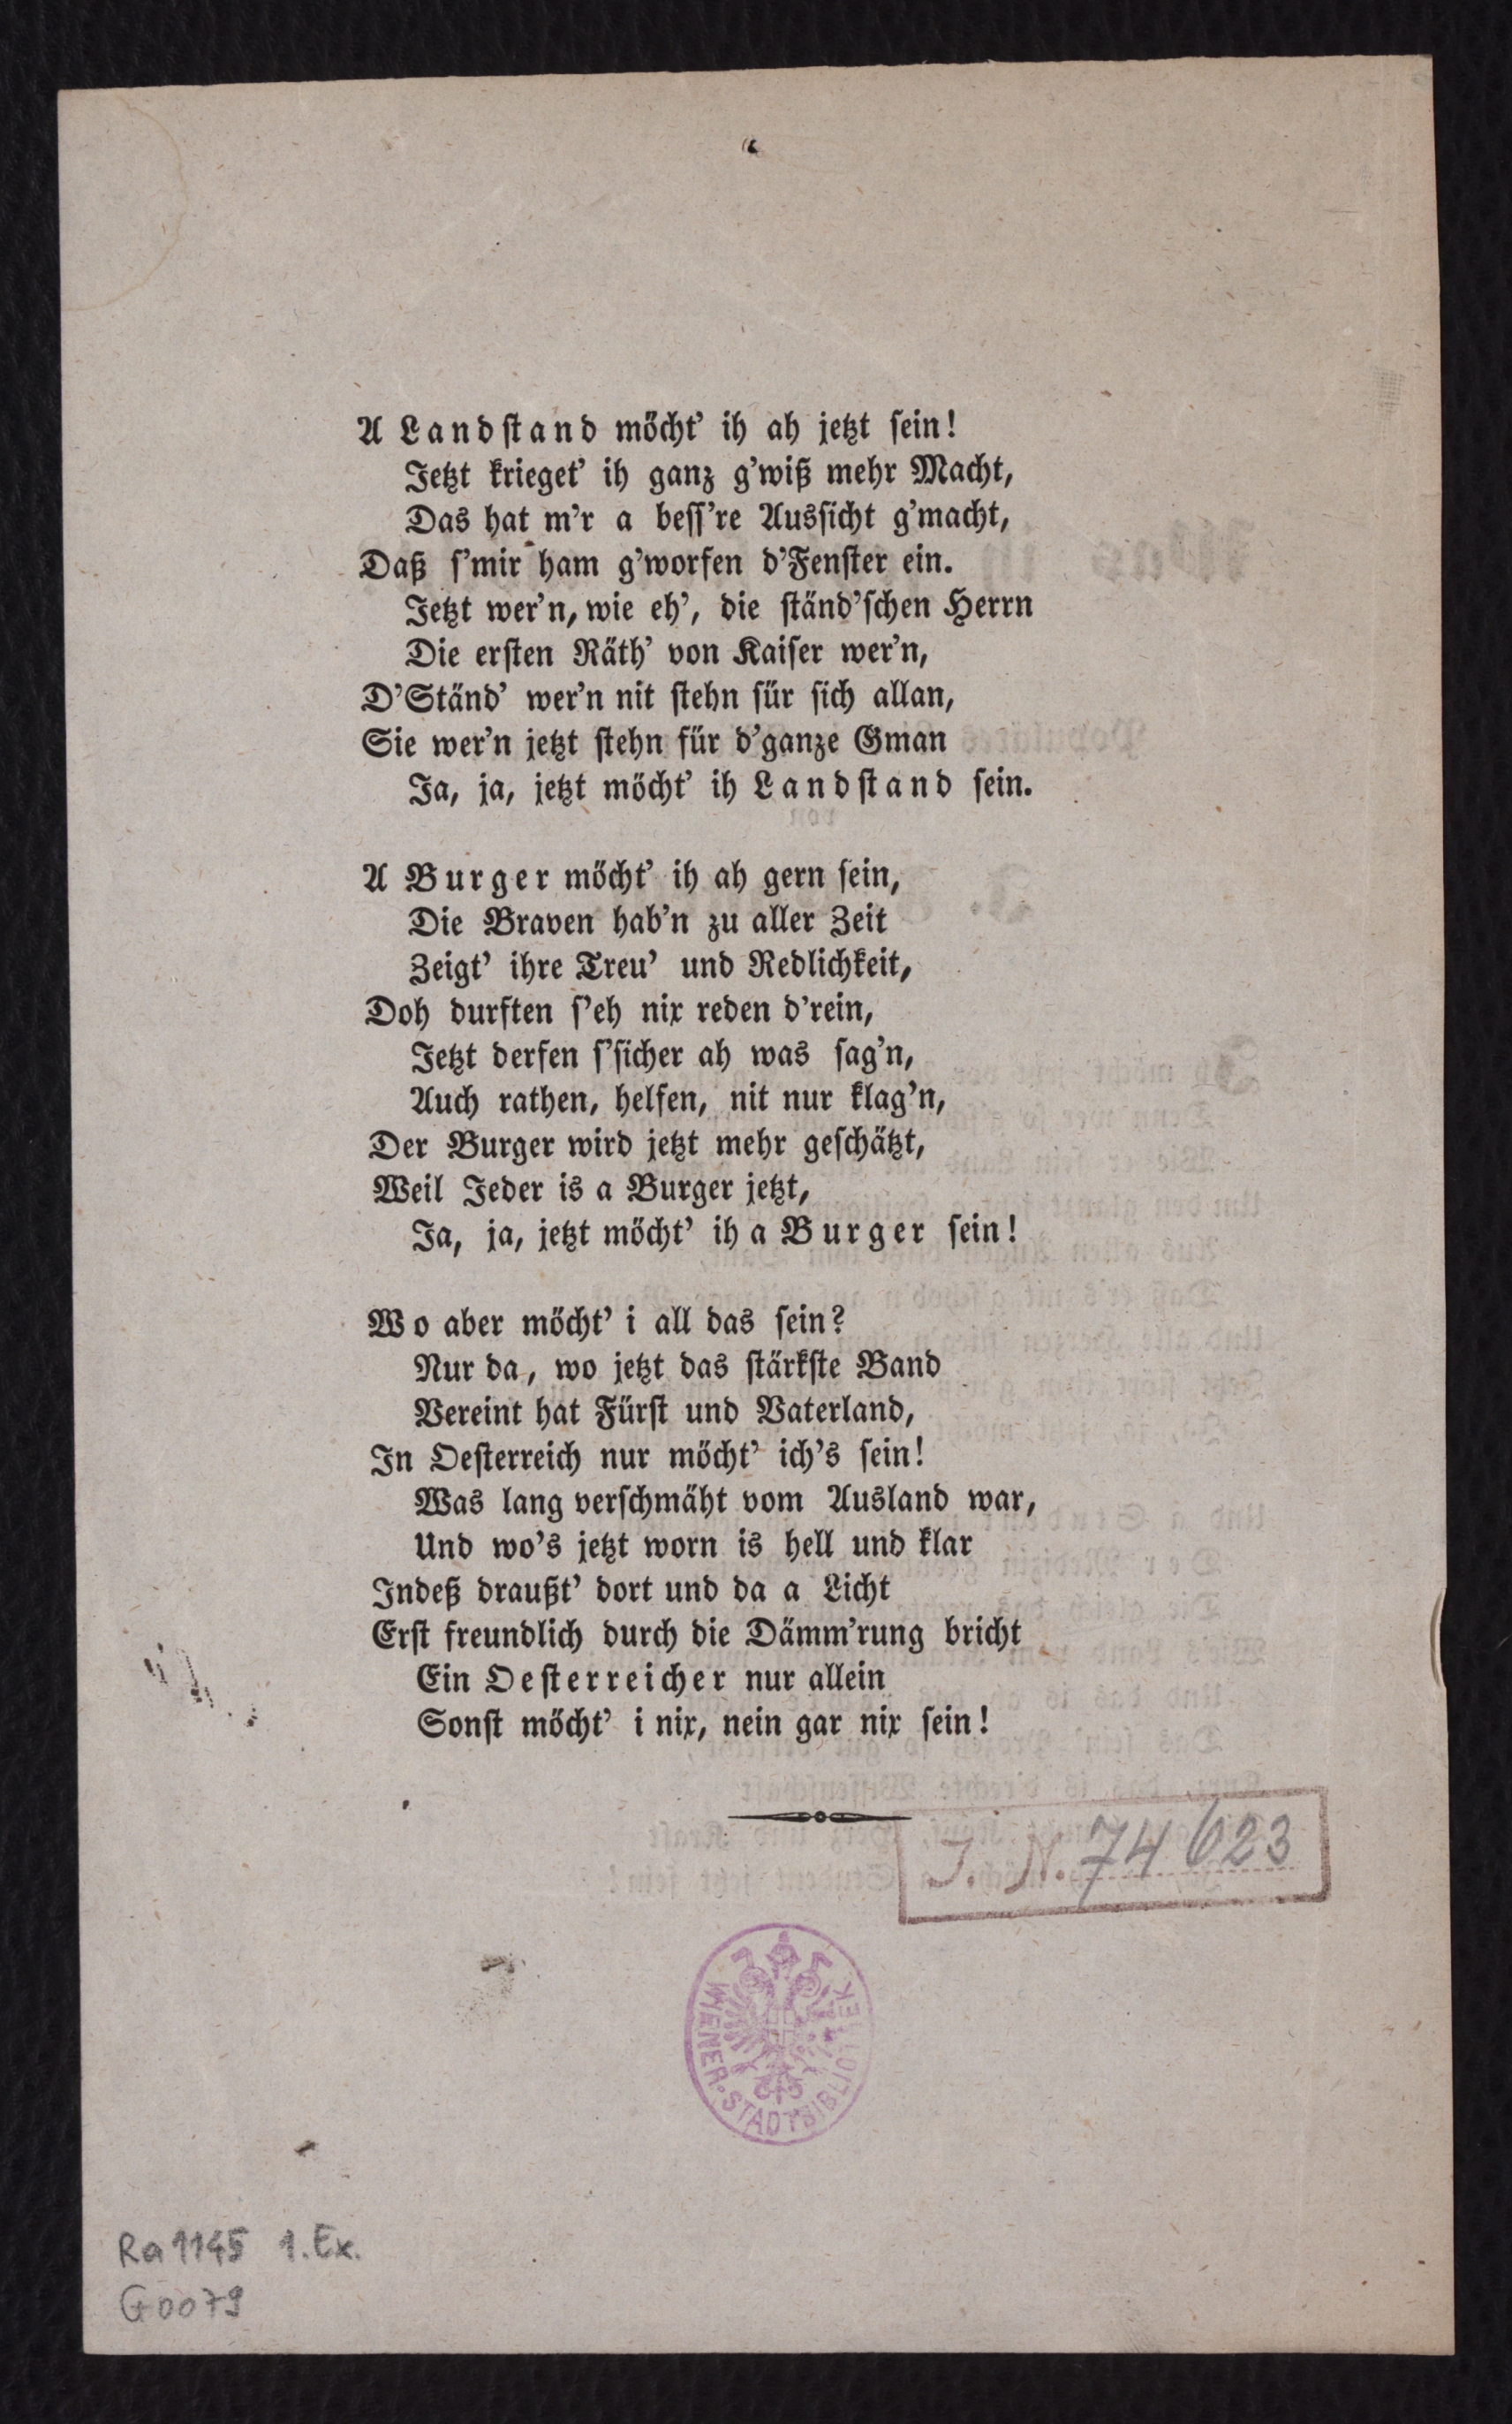 A Landstand möcht' ih ah jetzt sein!
Jetzt krieget' ih ganz g'wiß mehr Macht,
Das hat m'r a bess're Aussicht g'macht,
Daß s'mir ham g'worfen d'Fenster ein.
Jetzt wer'n, wie eh', die ständ'schen Herrn
Die ersten Räth' von Kaiser wer'n,
D'Ständ' wer'n nit stehn sür sich allan,
Sie wer'n jetzt stehn für d'ganze Gman
Ja, ja, jetzt möcht' ih Landstand sein.
A Burger möcht' ih ah gern sein,
Die Braven hab'n zu aller Zeit
Zeigt' ihre Treu' und Redlichkeit,
Doh durften s'eh nix reden d'rein,
Jetzt derfen s'sicher ah was sag'n,
Auch rathen, helfen, nit nur klag'n,
Der Burger wird jetzt mehr geschätzt,
Weil Jeder is a Burger jetzt,
Ja, ja, jetzt möcht' ih a Burger sein!
Wo aber möcht' i all das sein?
Nur da, wo jetzt das stärkste Band
Vereint hat Fürst und Vaterland,
In Oesterreich nur möcht' ich's sein!
Was lang verschmäht vom Ausland war,
Und wo's jetzt worn is hell und klar
Indeß draußt' dort und da a Licht
Erst freundlich durch die Dämm'rung bricht
Ein Oesterreicher nur allein
Sonst möcht' i nix, nein gar nix sein!
J. N. 74623
WIENER·STADTBIBLIOTEK
Ra 1145 1. Ex.
G 0079